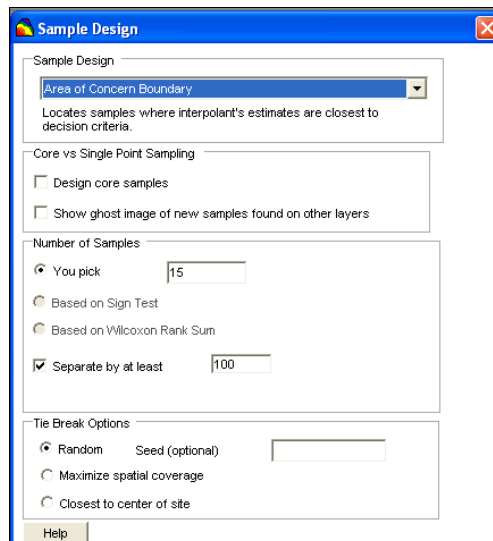 Sample Design
Sample Design
Area of Concern Boundary
Locates samples where interpolant's estimates are closest to
decision criteria.
Core vs Single Point Sampling
Design core samples
Show ghost image of new samples found on other layers
Number of Samples
You pick 15
Based on Sign Test
Based on Wilcoxon Rank Sum
Separate by at least 100
Tie Break Options
Random Seed (optional)
Maximize spatial coverage
Closest to center of site
Help